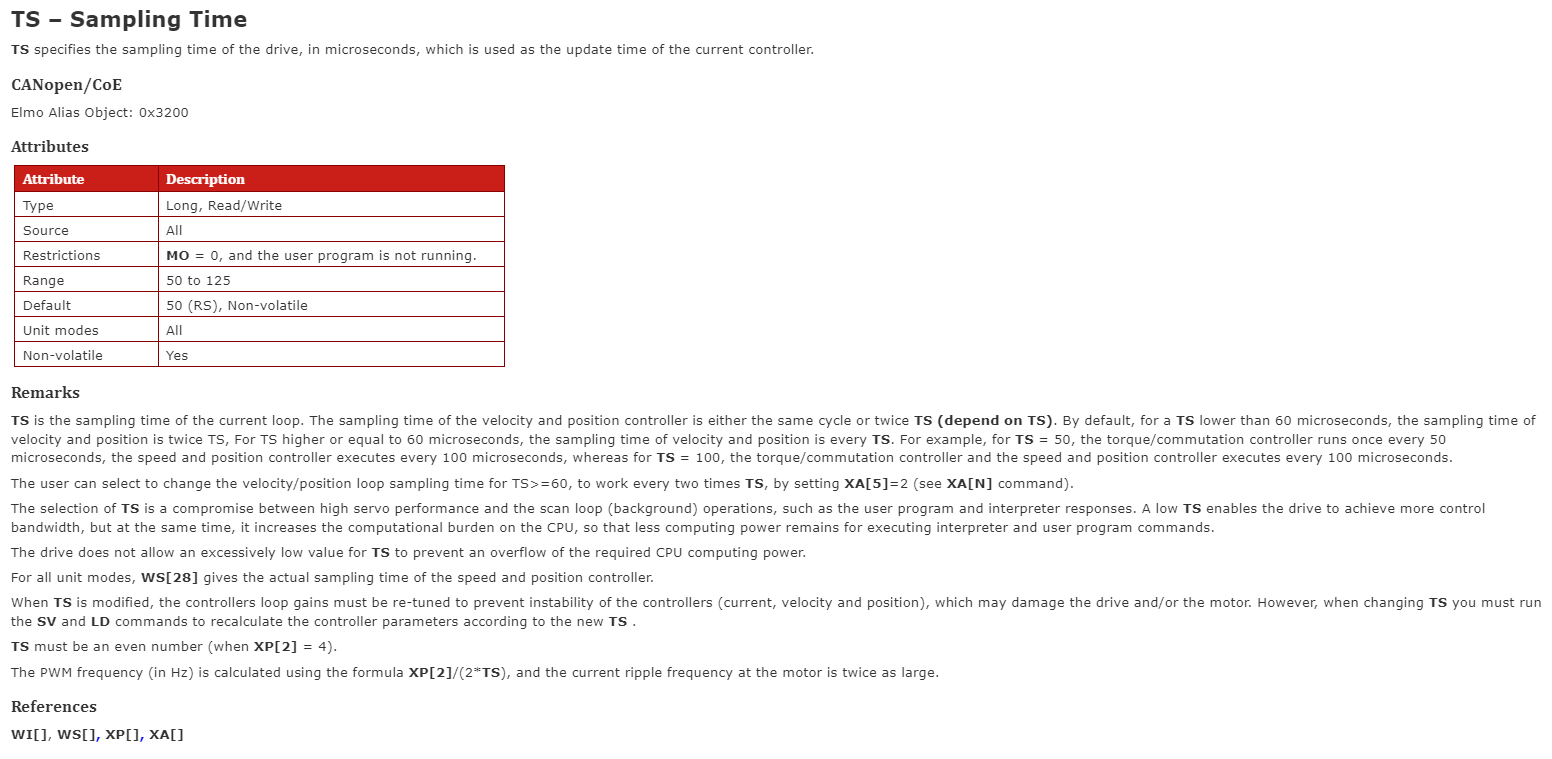 TS – Sampling Time
TS specifies the sampling time of the drive, in microseconds, which is used as the update time of the current controller.
CANopen/CoE
Elmo Alias Object: 0x3200
Attributes
Attribute Description
Type Long, Read/Write
Source All
Restrictions MO = 0, and the user program is not running.
Range 50 to 125
Default 50 (RS), Non-volatile
Unit modes All
Non-volatile Yes
Remarks
TS is the sampling time of the current loop. The sampling time of the velocity and position controller is either the same cycle or twice TS (depend on TS). By default, for a TS lower than 60 microseconds, the sampling time of
velocity and position is twice TS, For TS higher or equal to 60 microseconds, the sampling time of velocity and position is every TS. For example, for TS = 50, the torque/commutation controller runs once every 50
microseconds, the speed and position controller executes every 100 microseconds, whereas for TS = 100, the torque/commutation controller and the speed and position controller executes every 100 microseconds.
The user can select to change the velocity/position loop sampling time for TS>=60, to work every two times TS, by setting XA[5]=2 (see XA[N] command).
The selection of TS is a compromise between high servo performance and the scan loop (background) operations, such as the user program and interpreter responses. A low TS enables the drive to achieve more control
bandwidth, but at the same time, it increases the computational burden on the CPU, so that less computing power remains for executing interpreter and user program commands.
The drive does not allow an excessively low value for TS to prevent an overflow of the required CPU computing power.
For all unit modes, WS[28] gives the actual sampling time of the speed and position controller.
When TS is modified, the controllers loop gains must be re-tuned to prevent instability of the controllers (current, velocity and position), which may damage the drive and/or the motor. However, when changing TS you must run
the SV and LD commands to recalculate the controller parameters according to the new TS .
TS must be an even number (when XP[2] = 4).
The PWM frequency (in Hz) is calculated using the formula XP[2]/(2*TS), and the current ripple frequency at the motor is twice as large.
References
WI[], WS[], XP[], XA[]